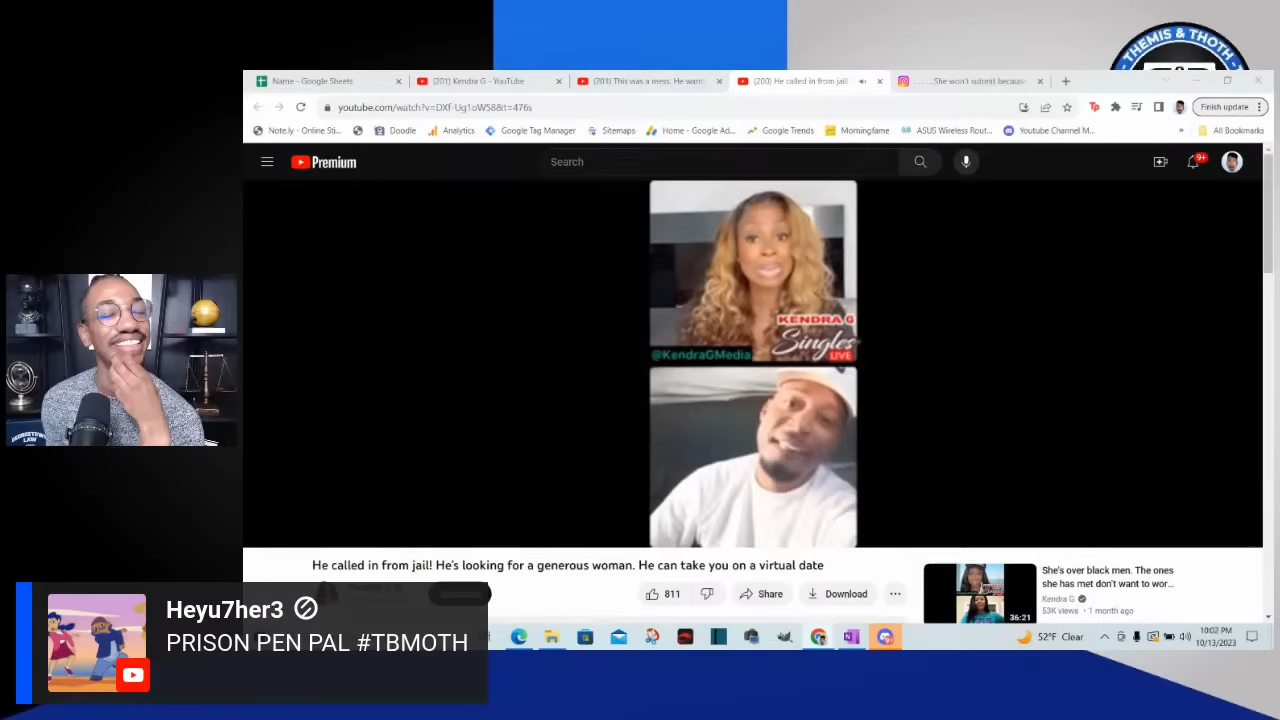 THEMIS & THOTH
Name - Google Sheets
(201) Kendra G - YouTube
(201) This was a mess. He want
(200) He called in from jail!
. . . . .She won't submit because
youtube.com/watch?v=DXf-Ug1oW58&t=476s
Finish update
Note.ly - Online Sti...
Doodle
Analytics
Google Tag Manager
Sitemaps
Home - Google Ad...
Google Trends
Morningfame
ASUS Wireless Rout...
Youtube Channel M...
»
All Bookmarks
Premium
Search
9+
KENDRA G
Singles
LIVE
@KendraGMedia
GEORGETOWN
LAW
He called in from jail! He's looking for a generous woman. He can take you on a virtual date
811
Share
Download
...
She's over black men. The ones
she has met don't want to wor...
Kendra G
53K views • 1 month ago
36:21
Heyu7her3
PRISON PEN PAL #TBMOTH
52°F Clear
10:02 PM
10/13/2023